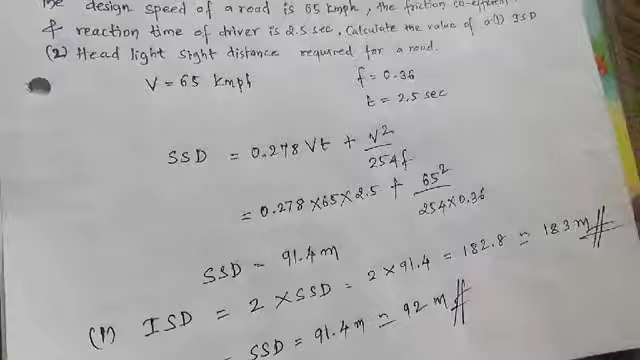 The design speed of a road is 65 kmph, the friction co-efficient
& reaction time of driver is 2.5 sec. Calculate the value of (1) ISD
(2) Head light sight distance required for a road.
V = 65 kmph
f = 0.36
t = 2.5 sec
SSD = 0.278 Vt + V²/254f
= 0.278×65×2.5 + 65²/254×0.36
SSD = 91.4 m
(1) ISD = 2 × SSD = 2 × 91.4 = 182.8 ≃ 183 m
= SSD = 91.4 m ≃ 92 m